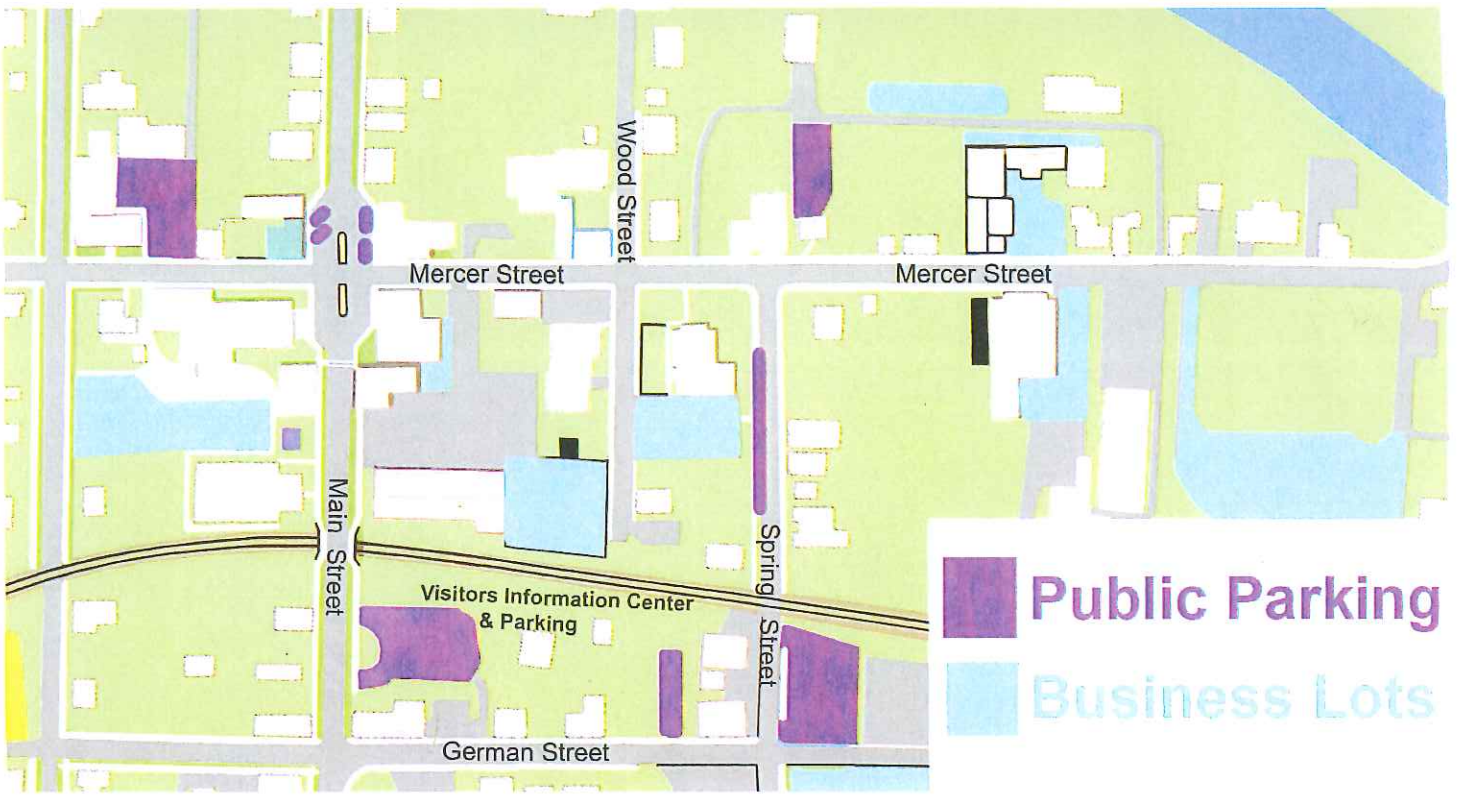 Wood Street
Mercer Street
Mercer Street
Main Street
Spring Street
Visitors Information Center
& Parking
Public Parking
Business Lots
German Street